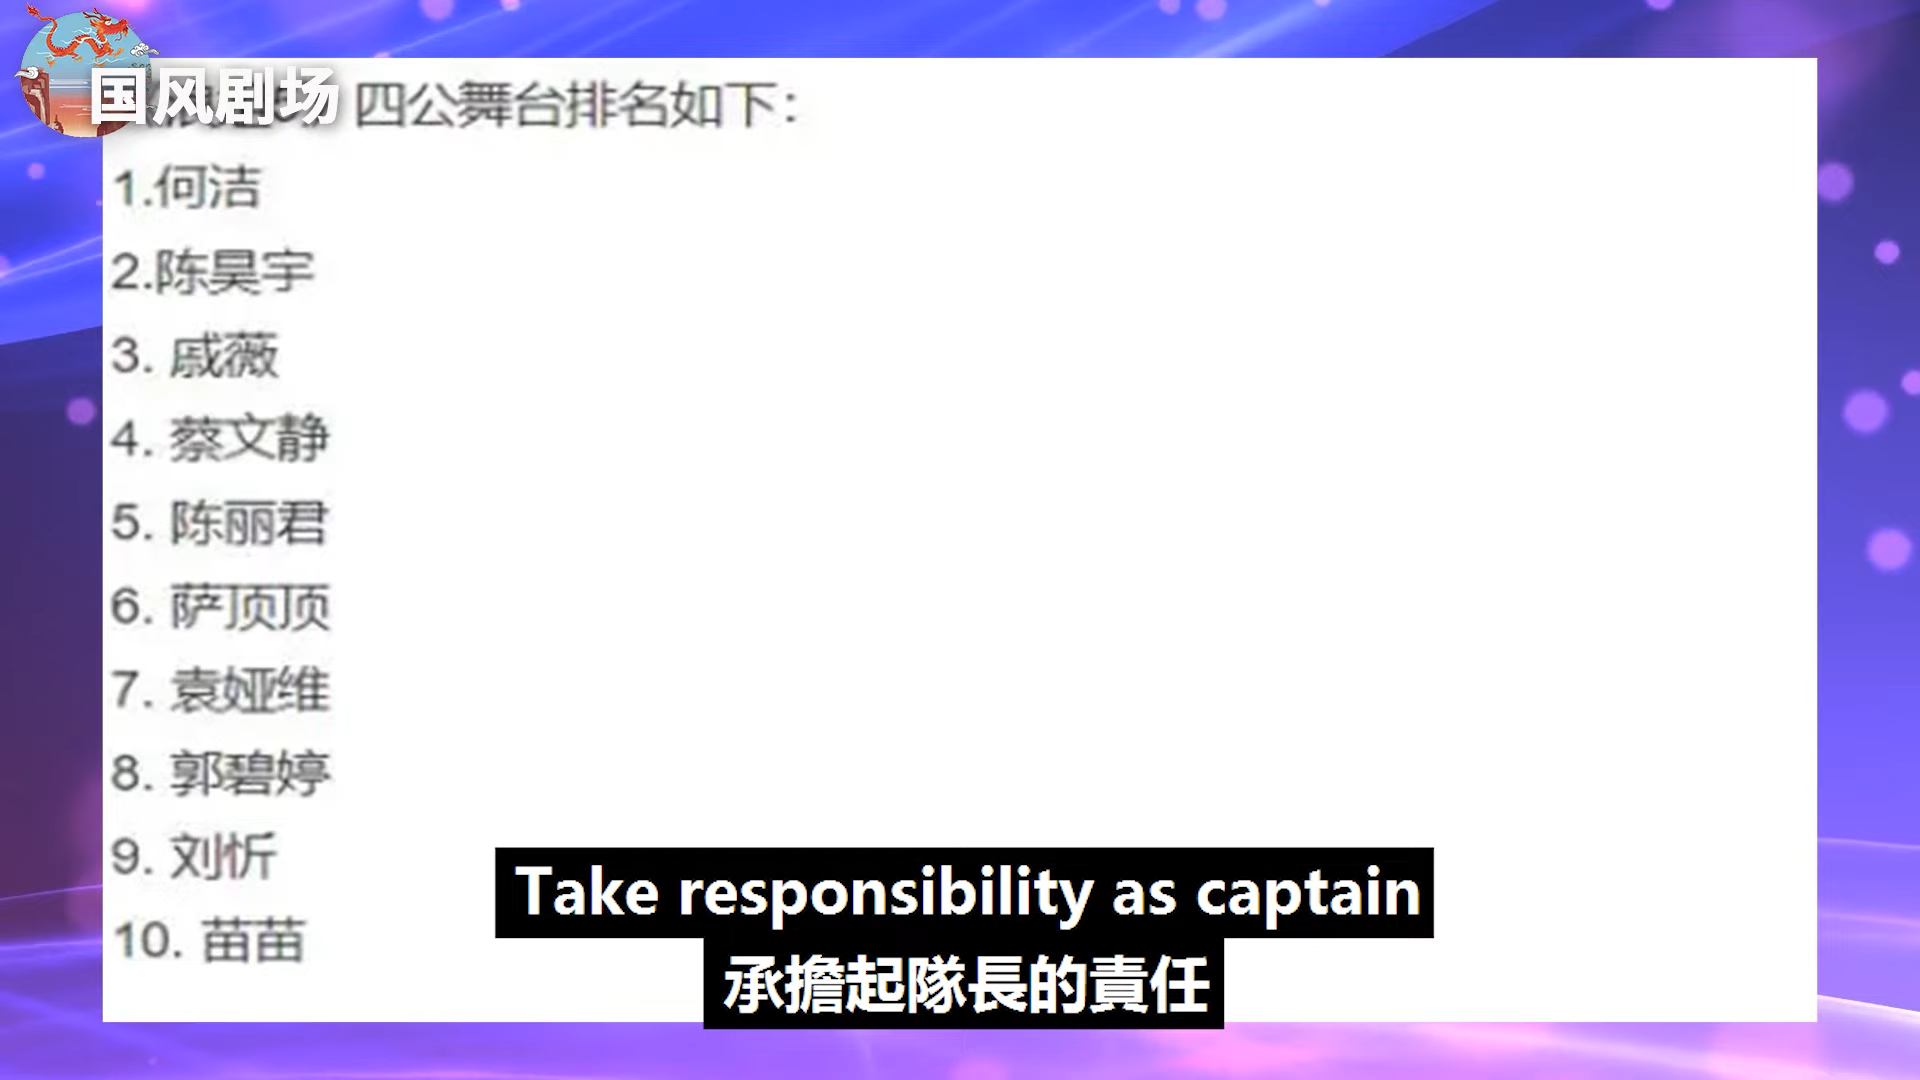 国风剧场
四公舞台排名如下：
1.何洁
2.陈昊宇
3. 戚薇
4. 蔡文静
5. 陈丽君
6. 萨顶顶
7. 袁娅维
8. 郭碧婷
9. 刘忻
10. 苗苗
Take responsibility as captain
承擔起隊長的責任